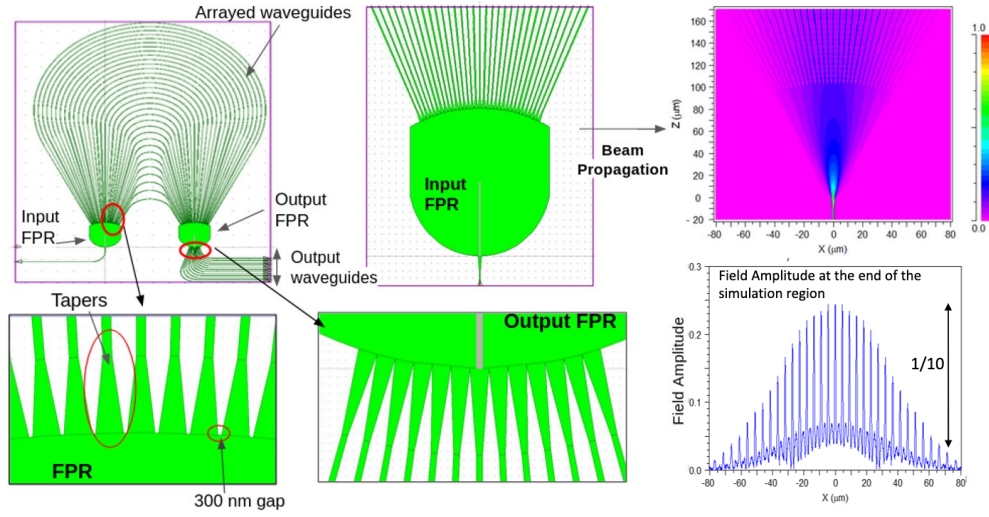 Arrayed waveguides
Input
FPR
Output
FPR
Output
waveguides
Input
FPR
Beam
Propagation
Z (μm)
160
140
120
100
80
60
40
20
0
-20
-80 -60 -40 -20 0 20 40 60 80
X (μm)
1.0
0.0
Tapers
FPR
300 nm gap
Output FPR
,
Field Amplitude at the end of the
simulation region
Field Amplitude
0.3
0.2
0.1
0.0
1/10
-80 -60 -40 -20 0 20 40 60 80
X (μm)